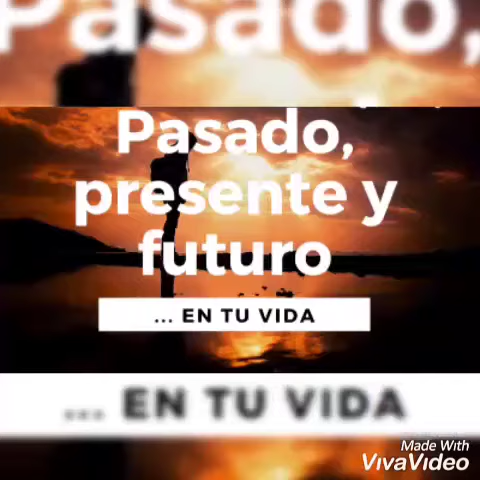 Pasado,
Pasado,
presente y
futuro
... EN TU VIDA
... EN TU VIDA
Made With
VivaVideo